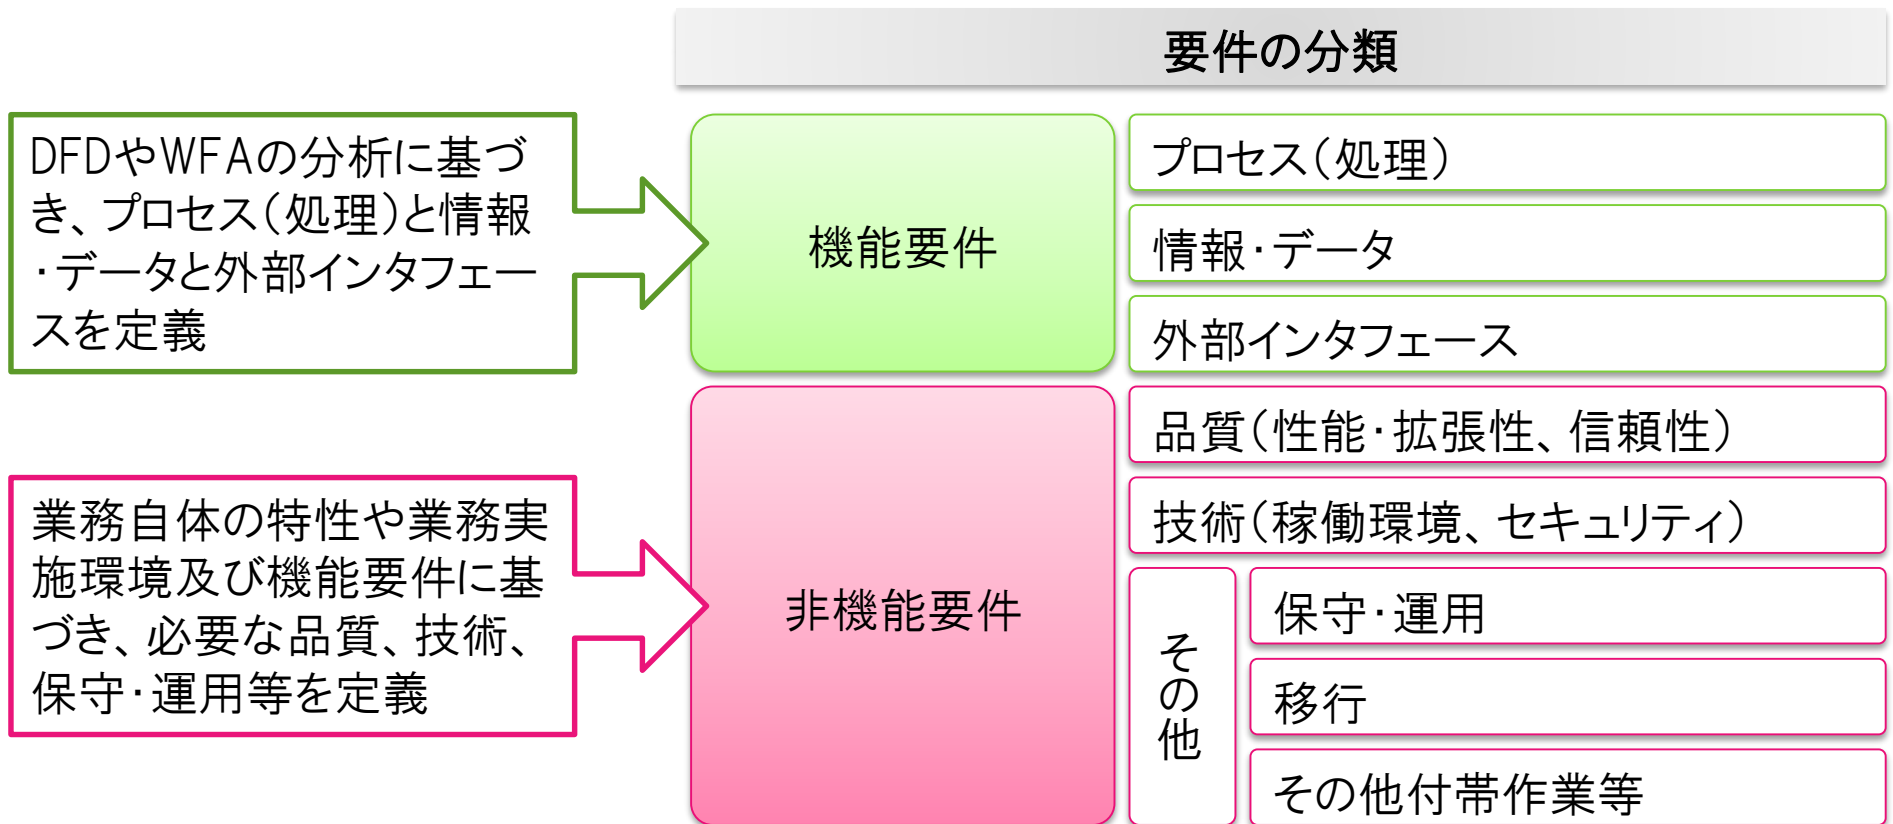 要件の分類
DFDやWFAの分析に基づ
き、プロセス（処理）と情報
・データと外部インタフェー
スを定義
機能要件
プロセス（処理）
情報・データ
外部インタフェース
業務自体の特性や業務実
施環境及び機能要件に基
づき、必要な品質、技術、
保守・運用等を定義
非機能要件
品質（性能・拡張性、信頼性）
技術（稼働環境、セキュリティ）
その他
保守・運用
移行
その他付帯作業等